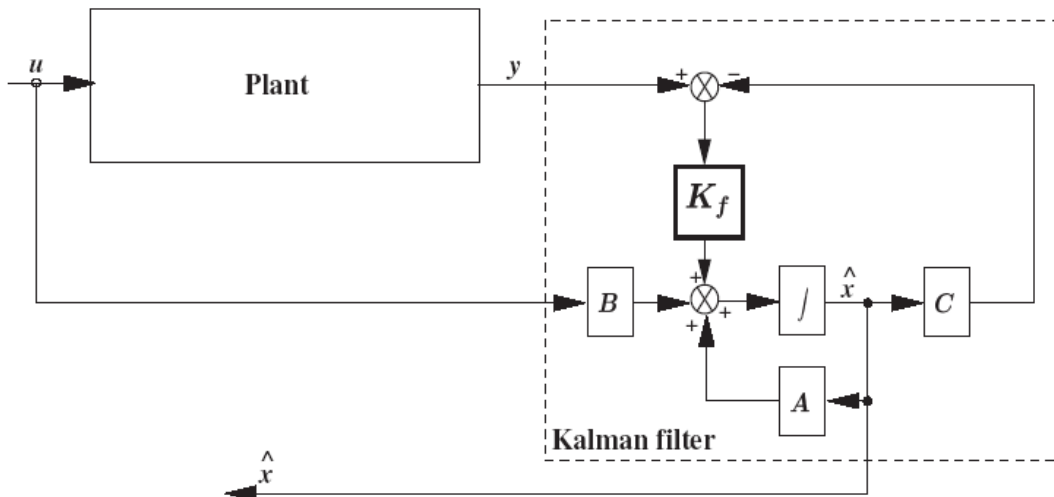 u
Plant
y
+
−
K_f
+
B
+
+
∫
x̂
C
A
Kalman filter
x̂